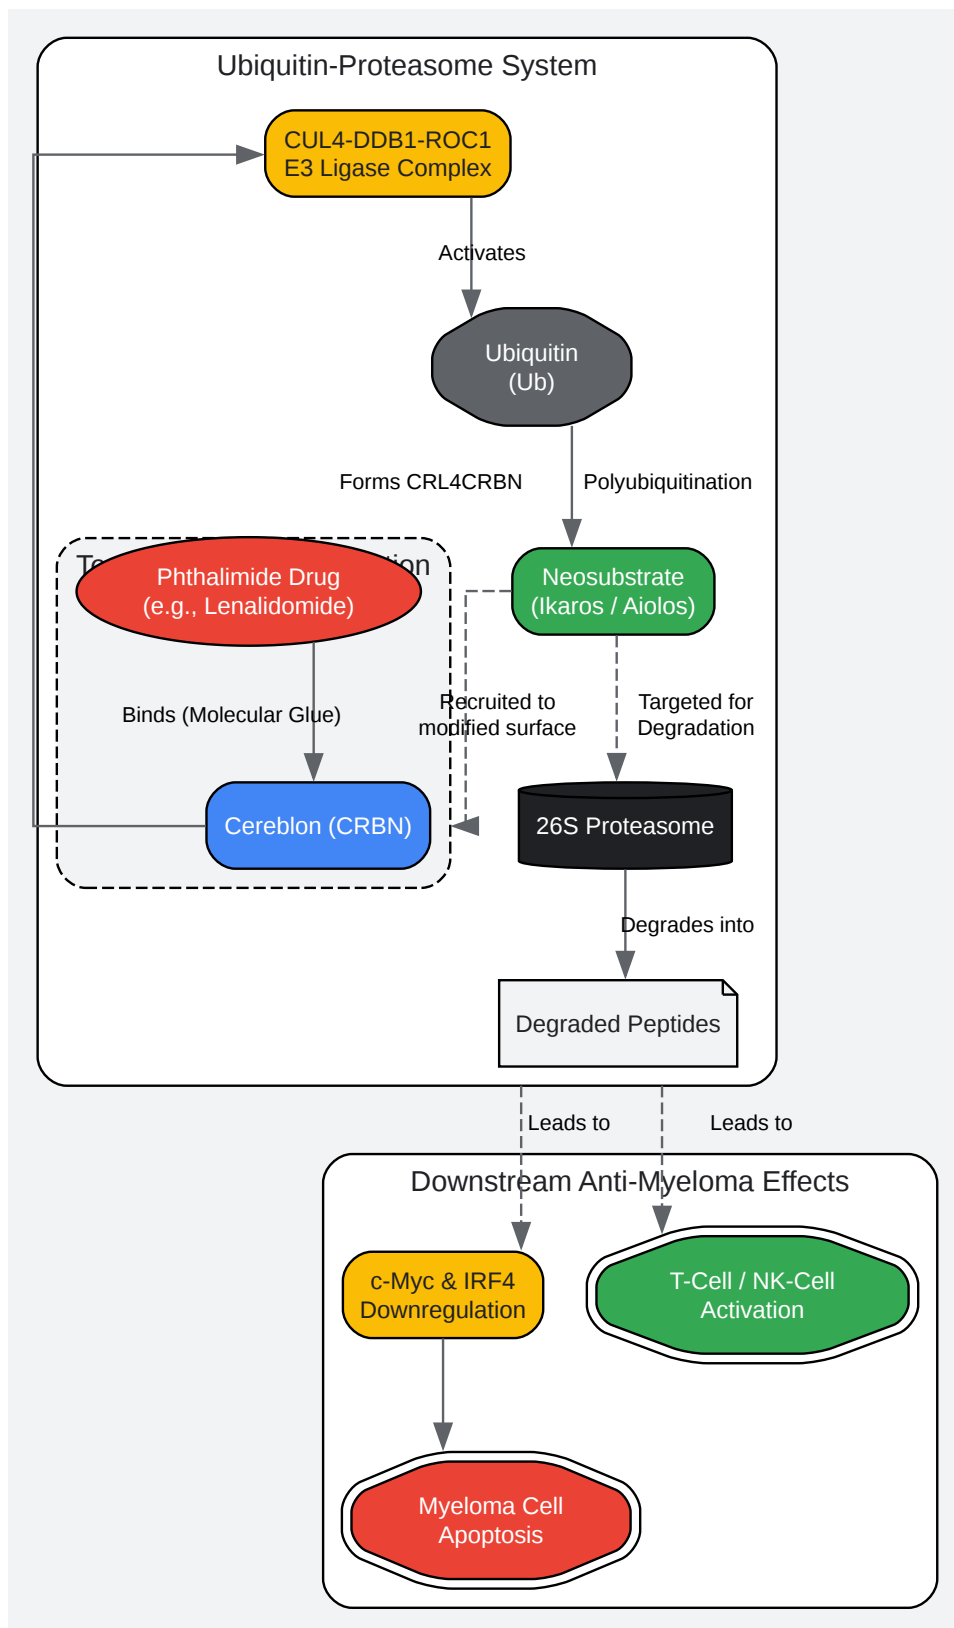 Ubiquitin-Proteasome System
CUL4-DDB1-ROC1
E3 Ligase Complex
Activates
Ubiquitin
(Ub)
Forms CRL4CRBN
Polyubiquitination
Phthalimide Drug
(e.g., Lenalidomide)
Neosubstrate
(Ikaros / Aiolos)
Binds (Molecular Glue)
Recruited to
modified surface
Targeted for
Degradation
Cereblon (CRBN)
26S Proteasome
Degrades into
Degraded Peptides
Leads to
Leads to
Downstream Anti-Myeloma Effects
c-Myc & IRF4
Downregulation
T-Cell / NK-Cell
Activation
Myeloma Cell
Apoptosis